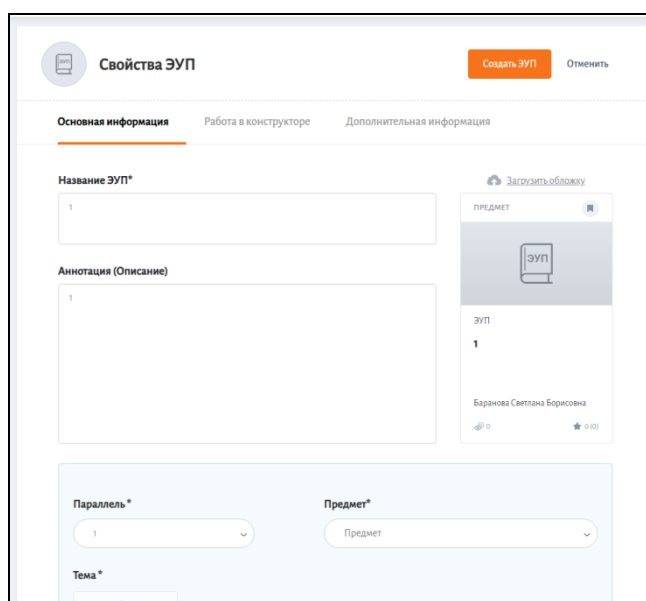 ЭУП
Свойства ЭУП
Создать ЭУП
Отменить
Основная информация
Работа в конструкторе
Дополнительная информация
Название ЭУП*
Загрузить обложку
1
ПРЕДМЕТ
ЭУП
Аннотация (Описание)
1
ЭУП
1
Баранова Светлана Борисовна
0
0 (0)
Параллель *
Предмет*
1
Предмет
Тема *